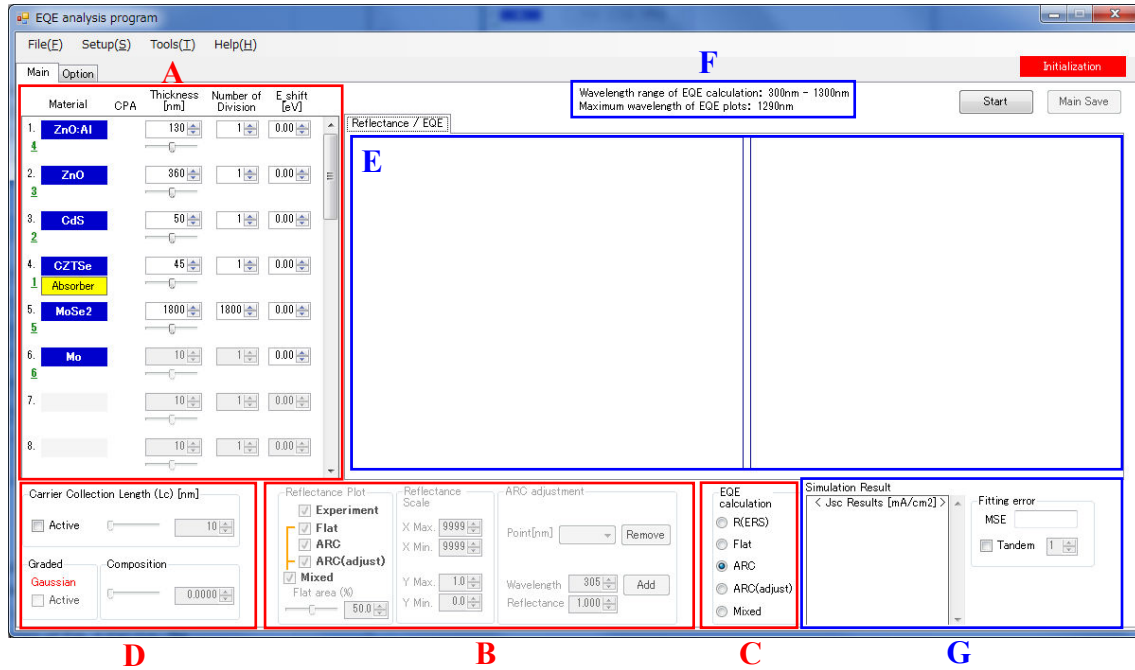 EQE analysis program
File(F) Setup(S) Tools(T) Help(H)
Main Option
A
F
Initialization
Material CPA Thickness [nm] Number of Division E_shift [eV]
Wavelength range of EQE calculation: 300nm - 1300nm
Maximum wavelength of EQE plots: 1290nm
Start Main Save
Reflectance / EQE
E
1. ZnO:Al 130 1 0.00
4
2. ZnO 360 1 0.00
3
3. CdS 50 1 0.00
2
4. CZTSe 45 1 0.00
1 Absorber
5. MoSe2 1800 1800 0.00
5
6. Mo 10 1 0.00
6
7. 10 1 0.00
8. 10 1 0.00
Carrier Collection Length (Lc) [nm]
Active 10
Graded
Gaussian
Active
Composition
0.0000
Reflectance Plot
Experiment
Flat
ARC
ARC(adjust)
Mixed
Flat area (%)
50.0
Reflectance Scale
X Max. 9999
X Min. 9999
Y Max. 1.0
Y Min. 0.0
ARC adjustment
Point[nm] Remove
Wavelength 305 Add
Reflectance 1.000
EQE calculation
R(ERS)
Flat
ARC
ARC(adjust)
Mixed
Simulation Result
< Jsc Results [mA/cm2] >
Fitting error
MSE
Tandem 1
D
B
C
G